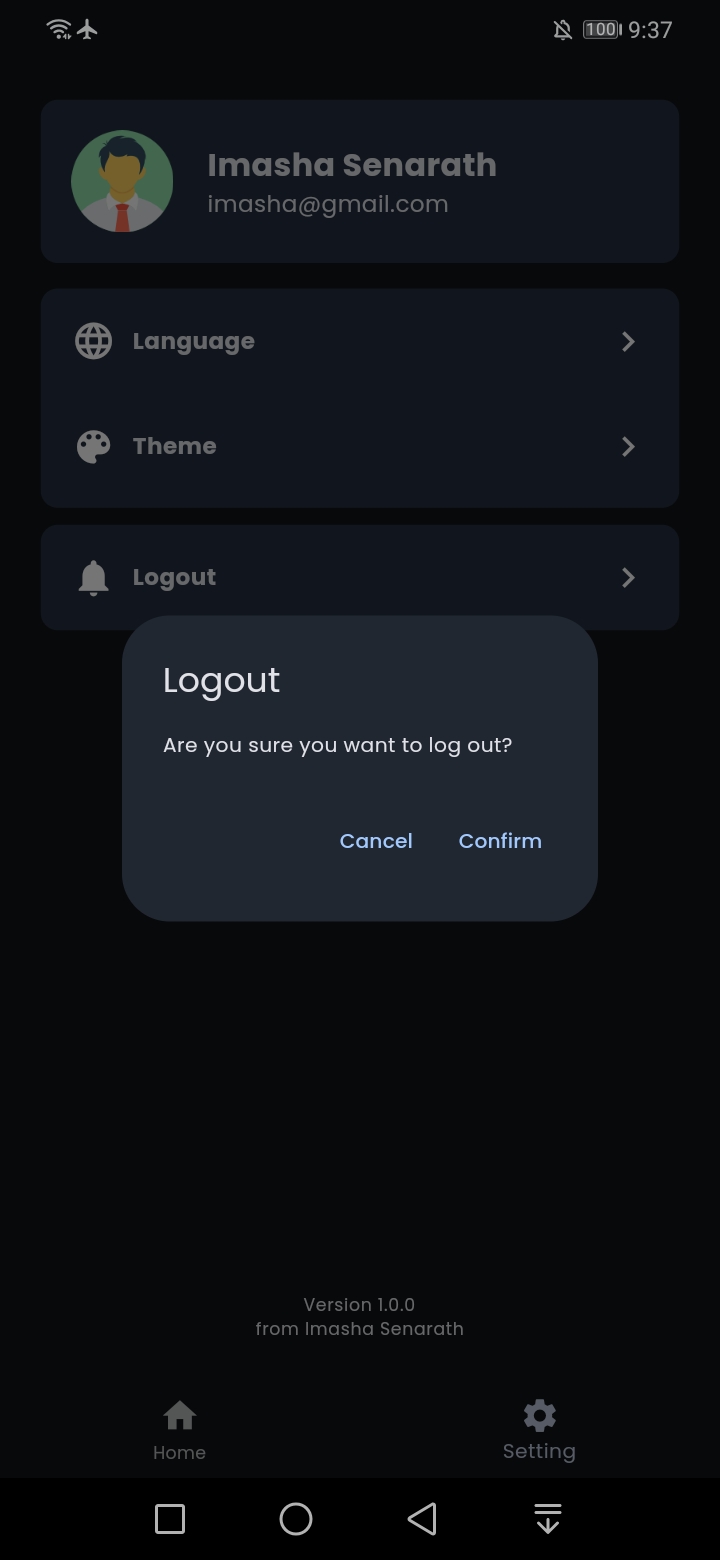 100 9:37
Imasha Senarath
imasha@gmail.com
Language
Theme
Logout
Logout
Are you sure you want to log out?
Cancel Confirm
Version 1.0.0
from Imasha Senarath
Home Setting